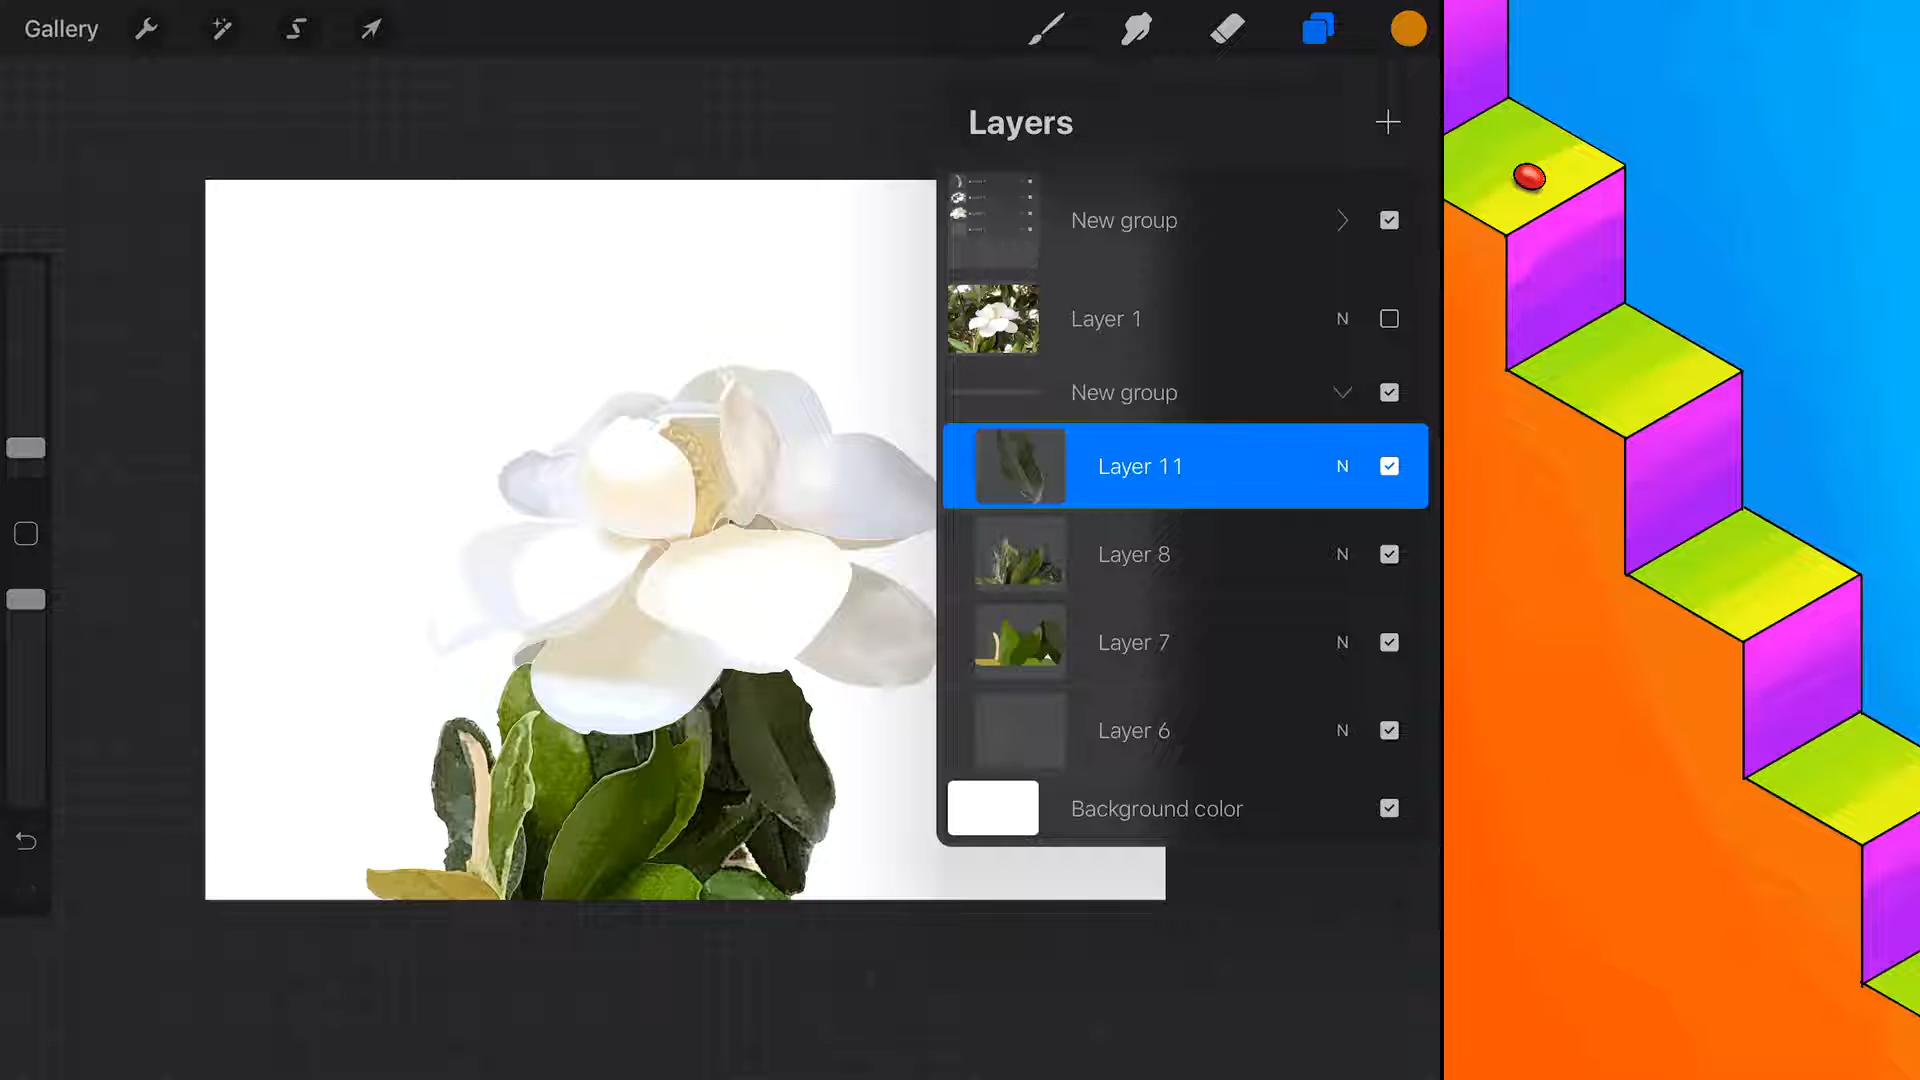 Gallery
Layers
New group
Layer 1 N
New group
Layer 11 N
Layer 8 N
Layer 7 N
Layer 6 N
Background color